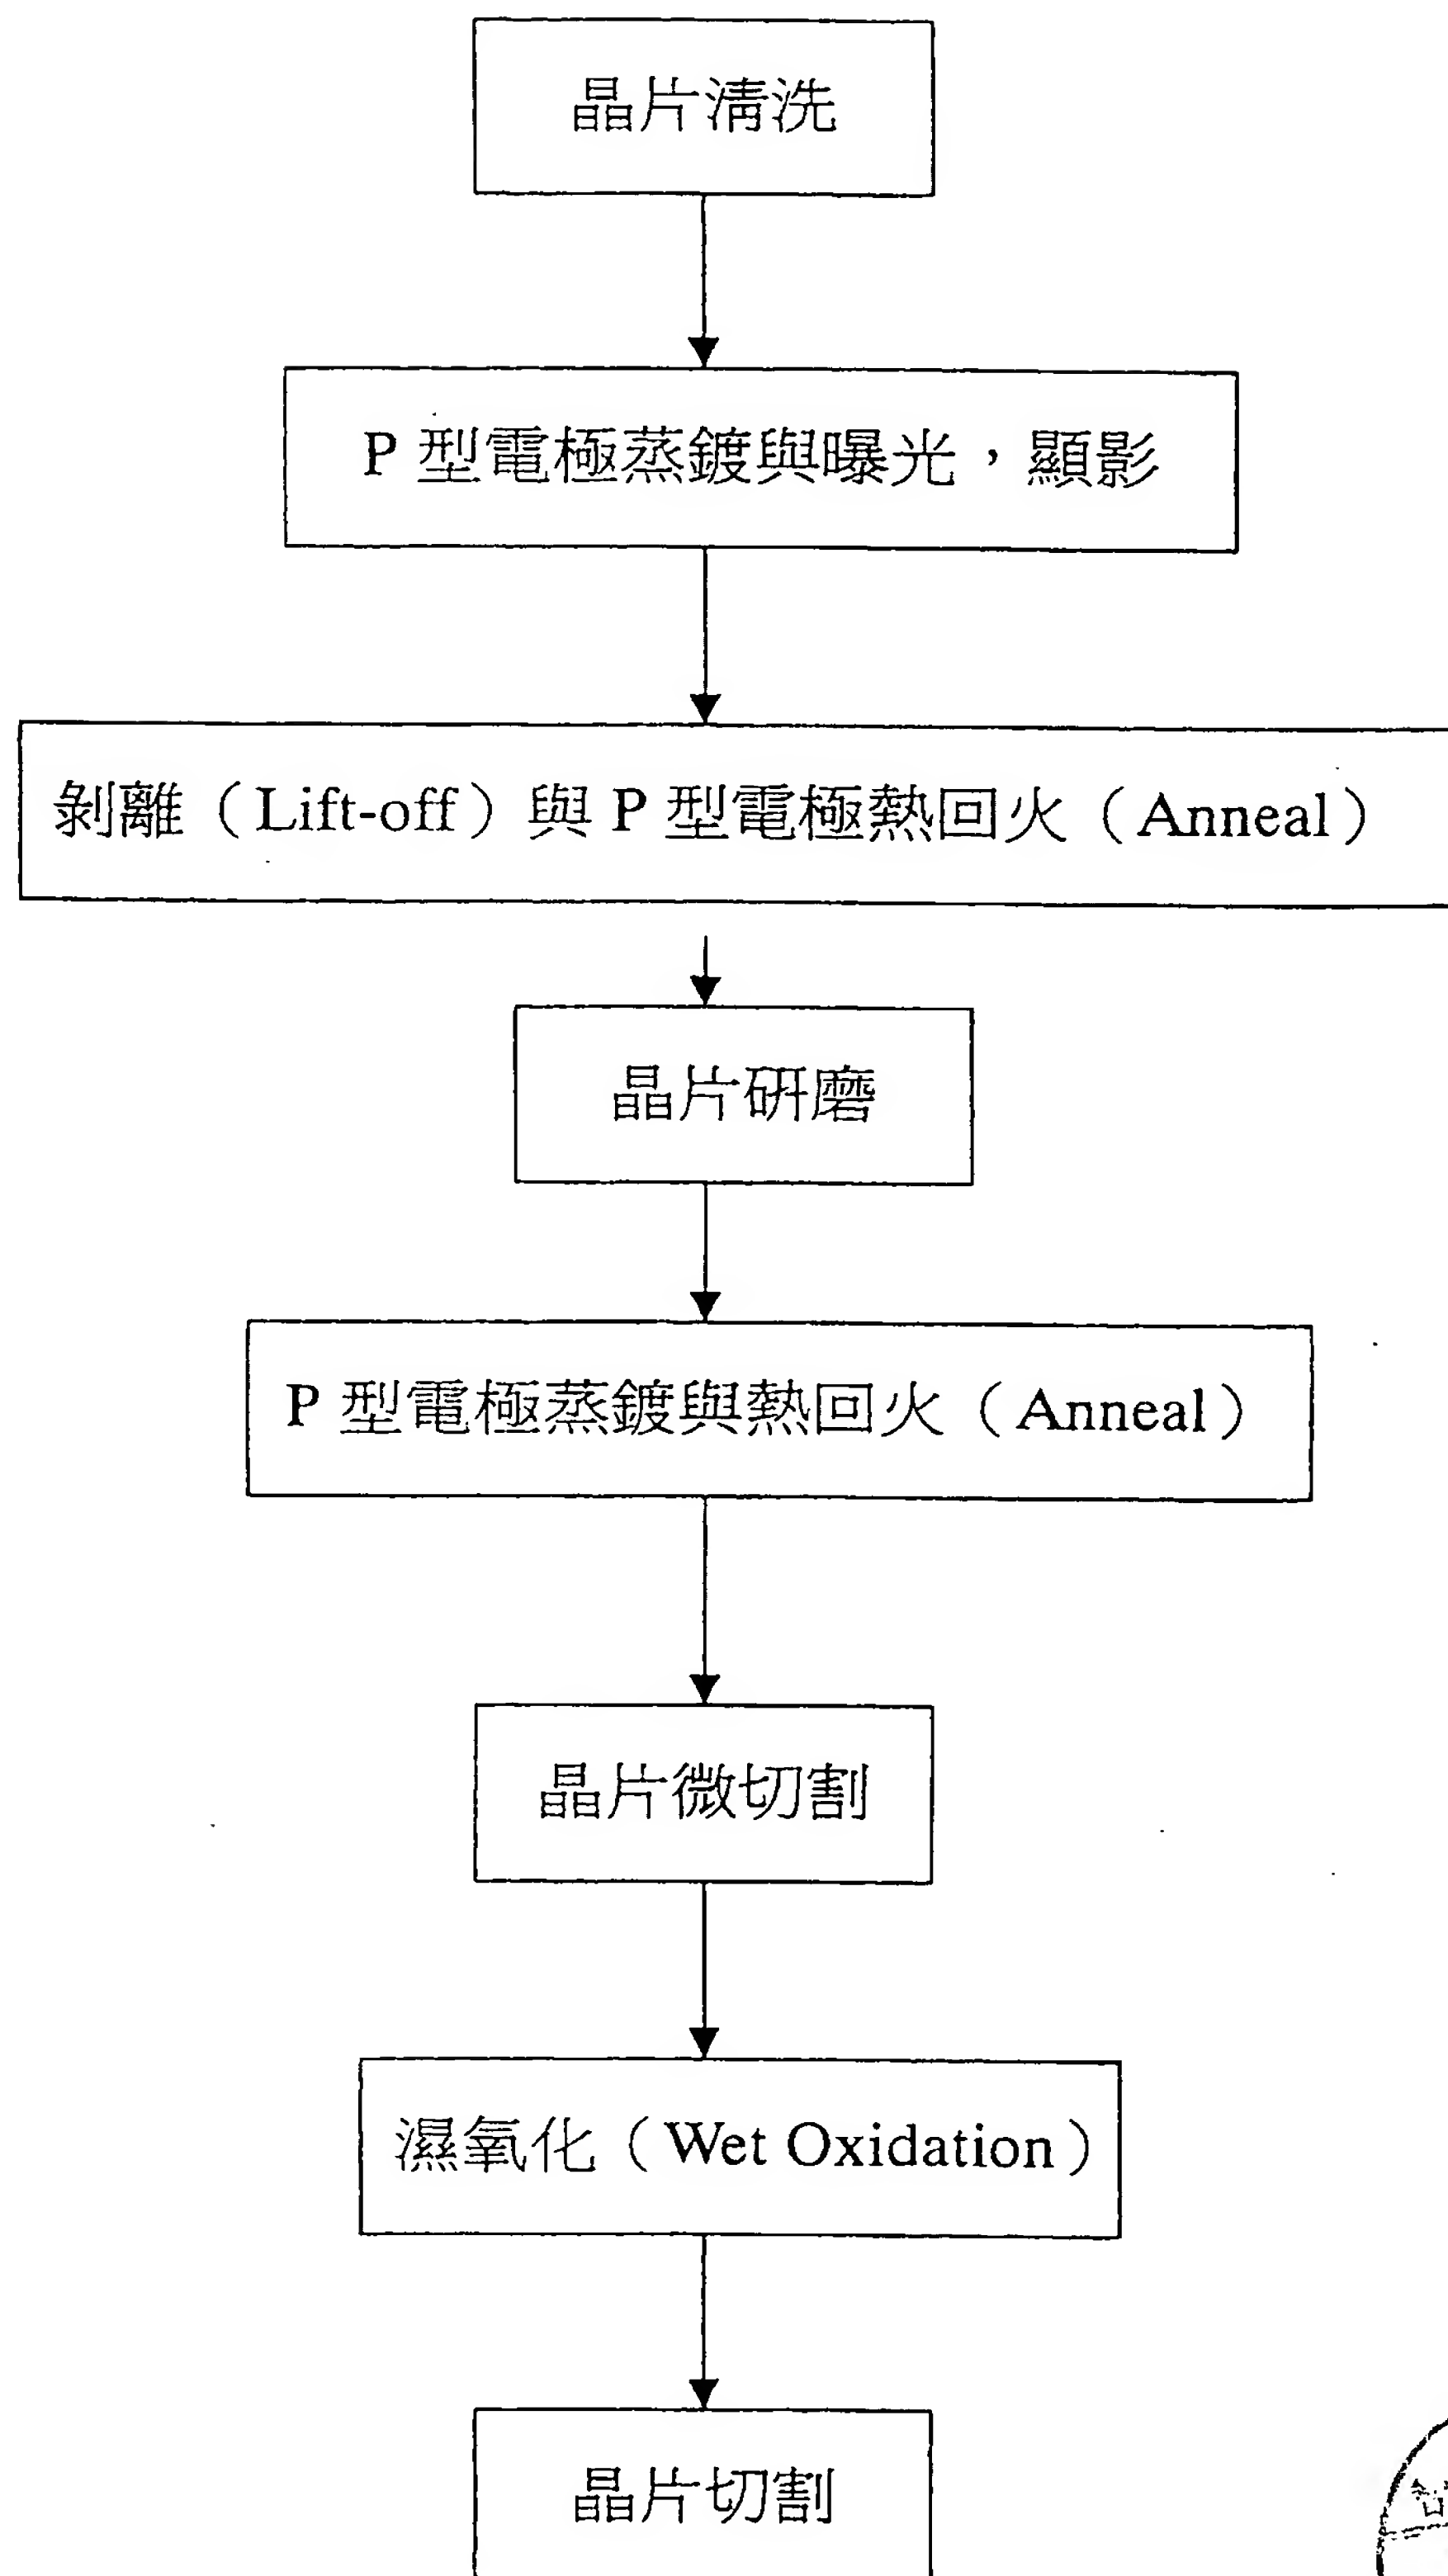 晶片清洗
P 型電極蒸鍍與曝光，顯影
剝離（Lift-off）與 P 型電極熱回火（Anneal）
晶片研磨
P 型電極蒸鍍與熱回火（Anneal）
晶片微切割
濕氧化（Wet Oxidation）
晶片切割